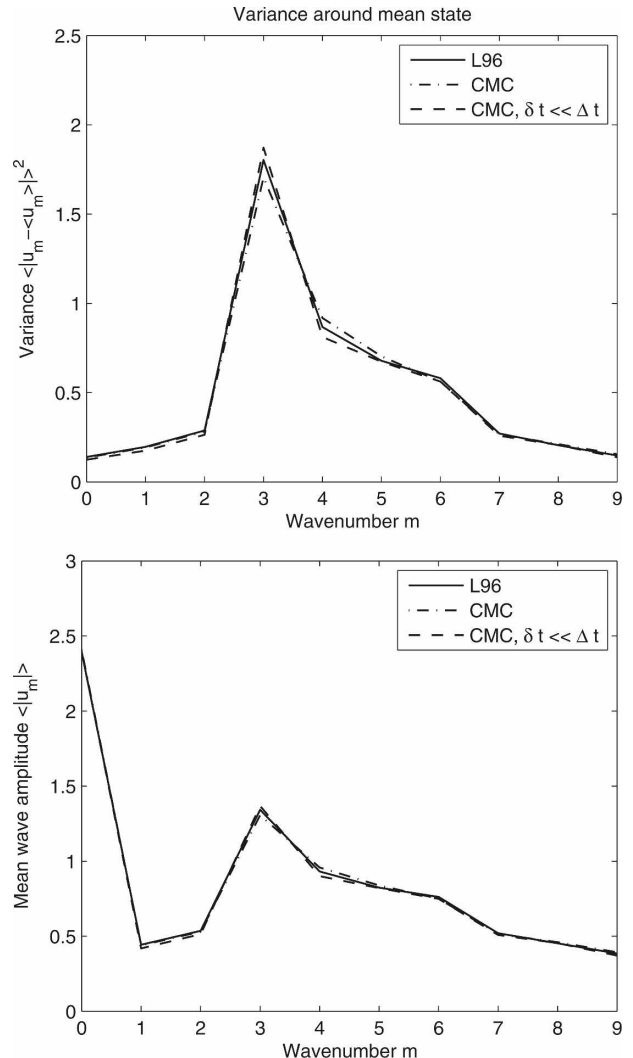 Variance around mean state
2.5
2
1.5
1
0.5
0
Variance <|u_m−<u_m>|>^2
L96
CMC
CMC, δ t << Δ t
0 1 2 3 4 5 6 7 8 9
Wavenumber m
3
2.5
2
1.5
1
0.5
0
Mean wave amplitude <|u_m|>
L96
CMC
CMC, δ t << Δ t
0 1 2 3 4 5 6 7 8 9
Wavenumber m